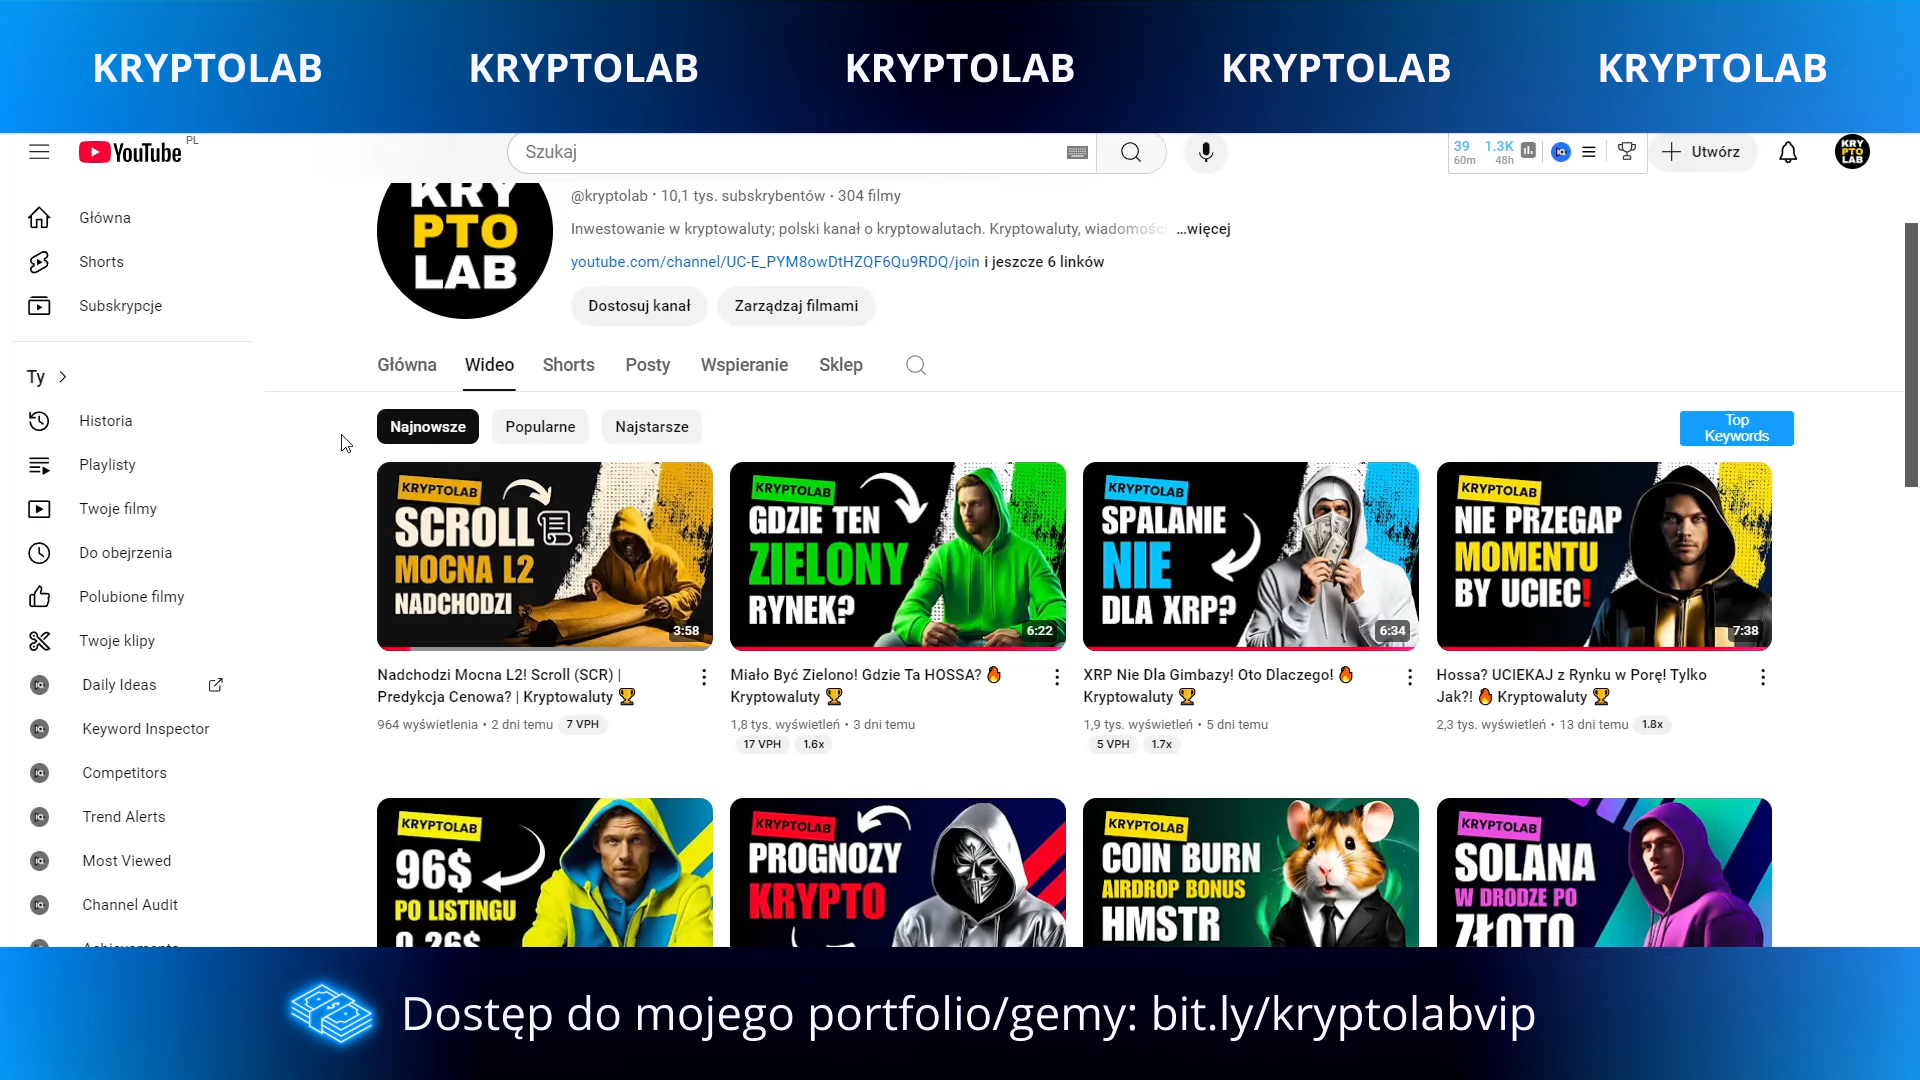 KRYPTOLAB KRYPTOLAB KRYPTOLAB KRYPTOLAB KRYPTOLAB
YouTube PL
Szukaj
39 1.3K
60m 48h
Utwórz
KRY PTO LAB
Główna
Shorts
Subskrypcje
Ty
Historia
Playlisty
Twoje filmy
Do obejrzenia
Polubione filmy
Twoje klipy
Daily Ideas
Keyword Inspector
Competitors
Trend Alerts
Most Viewed
Channel Audit
Achievements
KRY
PTO
LAB
@kryptolab · 10,1 tys. subskrybentów · 304 filmy
Inwestowanie w kryptowaluty; polski kanał o kryptowalutach. Kryptowaluty, wiadomości ...więcej
youtube.com/channel/UC-E_PYM8owDtHZQF6Qu9RDQ/join i jeszcze 6 linków
Dostosuj kanał Zarządzaj filmami
Główna Wideo Shorts Posty Wspieranie Sklep
Najnowsze Popularne Najstarsze
Top
Keywords
KRYPTOLAB
SCROLL
MOCNA L2
NADCHODZI
3:58
Nadchodzi Mocna L2! Scroll (SCR) |
Predykcja Cenowa? | Kryptowaluty 🏆
964 wyświetlenia • 2 dni temu 7 VPH
KRYPTOLAB
GDZIE TEN
ZIELONY
RYNEK?
6:22
Miało Być Zielono! Gdzie Ta HOSSA? 🔥
Kryptowaluty 🏆
1,8 tys. wyświetleń • 3 dni temu
17 VPH 1.6x
KRYPTOLAB
SPALANIE
NIE
DLA XRP?
6:34
XRP Nie Dla Gimbazy! Oto Dlaczego! 🔥
Kryptowaluty 🏆
1,9 tys. wyświetleń • 5 dni temu
5 VPH 1.7x
KRYPTOLAB
NIE PRZEGAP
MOMENTU
BY UCIEC!
7:38
Hossa? UCIEKAJ z Rynku w Porę! Tylko
Jak?! 🔥 Kryptowaluty 🏆
2,3 tys. wyświetleń • 13 dni temu 1.8x
KRYPTOLAB
96$
PO LISTINGU
0,26$
KRYPTOLAB
PROGNOZY
KRYPTO
KRYPTOLAB
COIN BURN
AIRDROP BONUS
HMSTR
KRYPTOLAB
SOLANA
W DRODZE PO
ZŁOTO
Dostęp do mojego portfolio/gemy: bit.ly/kryptolabvip